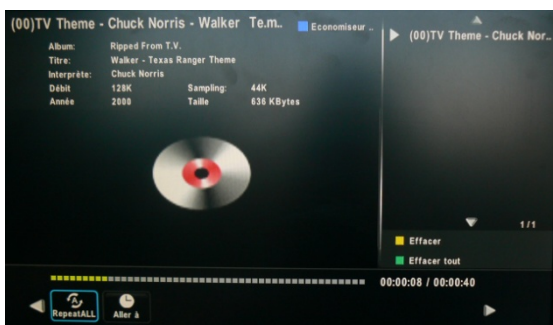 (00)TV Theme - Chuck Norris - Walker Te.m..
Economiseur ..
Album: Ripped From T.V.
Titre: Walker - Texas Ranger Theme
Interprète: Chuck Norris
Débit 128K Sampling: 44K
Année 2000 Taille 636 KBytes
(00)TV Theme - Chuck Nor..
1/1
Effacer
Effacer tout
00:00:08 / 00:00:40
A
RepeatALL
Aller à